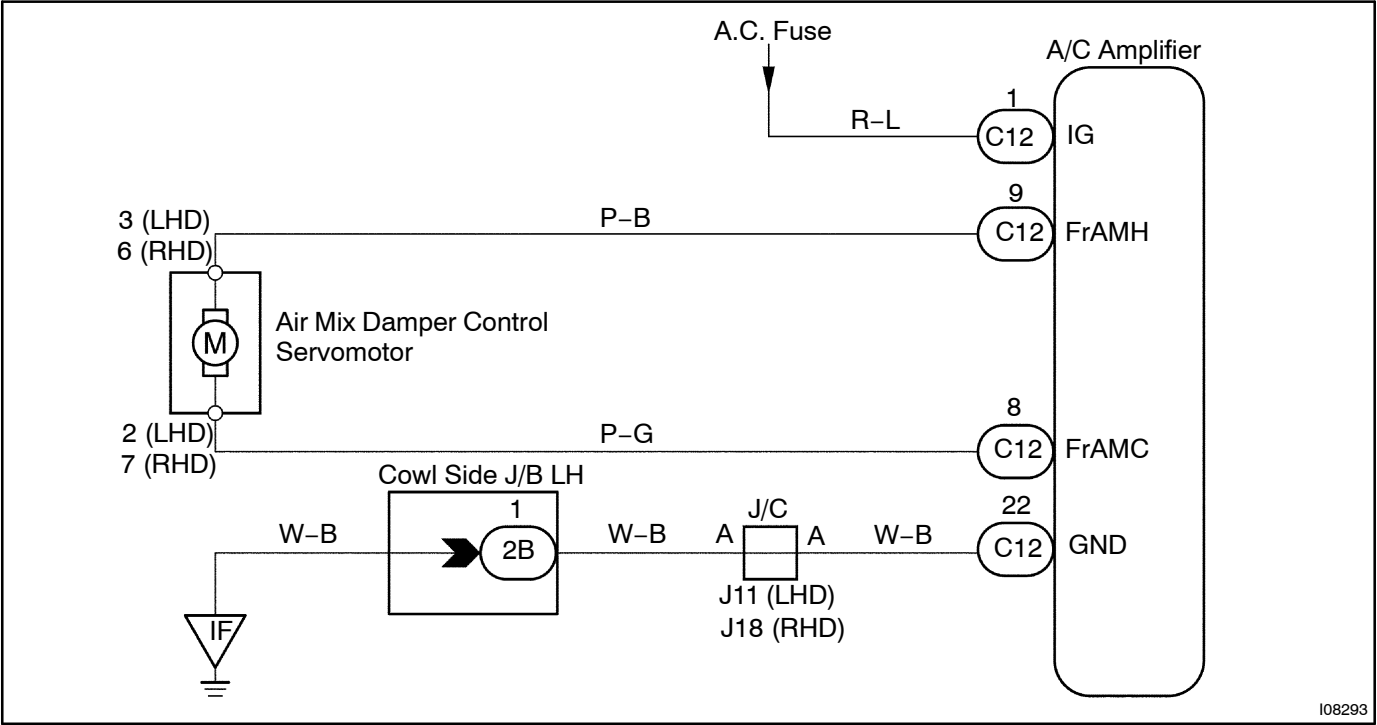 A.C. Fuse
A/C Amplifier
1
R−L
C12
IG
9
3 (LHD)
P−B
6 (RHD)
C12
FrAMH
M
Air Mix Damper Control
Servomotor
8
2 (LHD)
P−G
7 (RHD)
C12
FrAMC
Cowl Side J/B LH
1
J/C
22
W−B
2B
W−B
A
A
W−B
C12
GND
J11 (LHD)
J18 (RHD)
IF
I08293